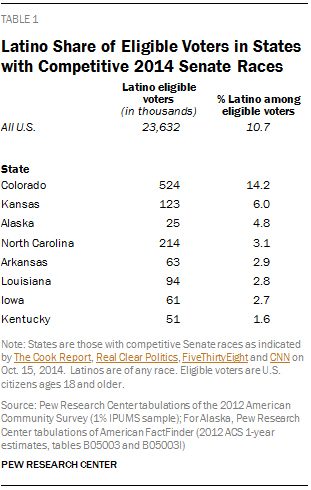 TABLE 1
Latino Share of Eligible Voters in States
with Competitive 2014 Senate Races
Latino eligible voters (in thousands) % Latino among eligible voters
All U.S. 23,632 10.7
State
Colorado 524 14.2
Kansas 123 6.0
Alaska 25 4.8
North Carolina 214 3.1
Arkansas 63 2.9
Louisiana 94 2.8
Iowa 61 2.7
Kentucky 51 1.6
Note: States are those with competitive Senate races as indicated
by The Cook Report, Real Clear Politics, FiveThirtyEight and CNN on
Oct. 15, 2014. Latinos are of any race. Eligible voters are U.S.
citizens ages 18 and older.
Source: Pew Research Center tabulations of the 2012 American
Community Survey (1% IPUMS sample); For Alaska, Pew Research
Center tabulations of American FactFinder (2012 ACS 1-year
estimates, tables B05003 and B05003I)
PEW RESEARCH CENTER